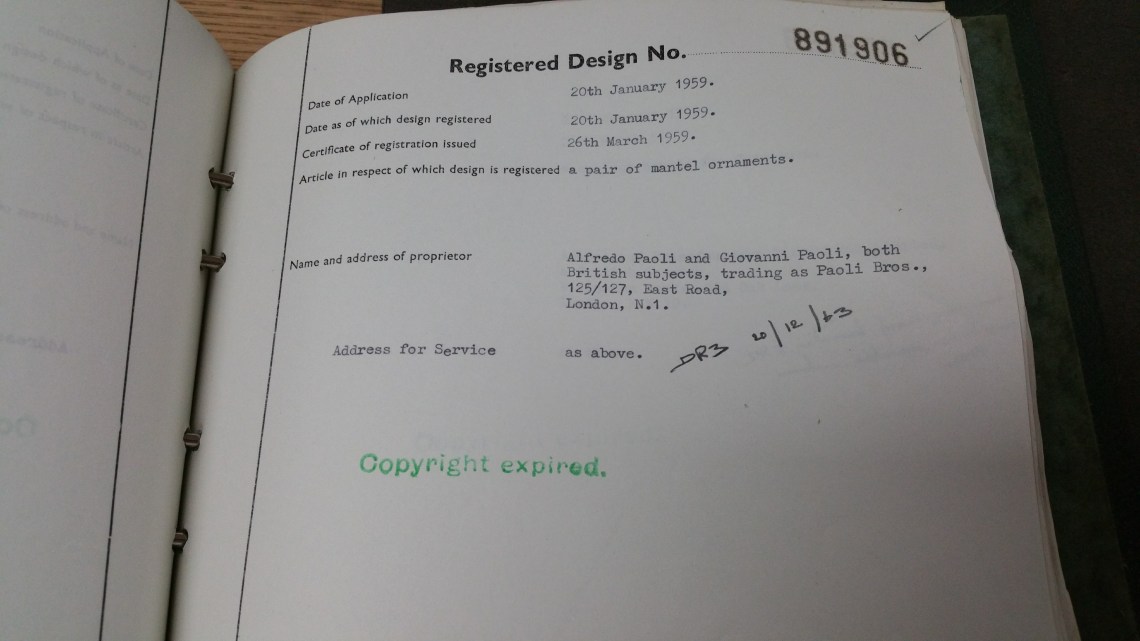 Registered Design No. 891906
Date of Application 20th January 1959.
Date as of which design registered 20th January 1959.
Certificate of registration issued 26th March 1959.
Article in respect of which design is registered a pair of mantel ornaments.
Name and address of proprietor Alfredo Paoli and Giovanni Paoli, both
British subjects, trading as Paoli Bros.,
125/127, East Road,
London, N.1.
Address for Service as above. DR3 20/12/63
Copyright expired.